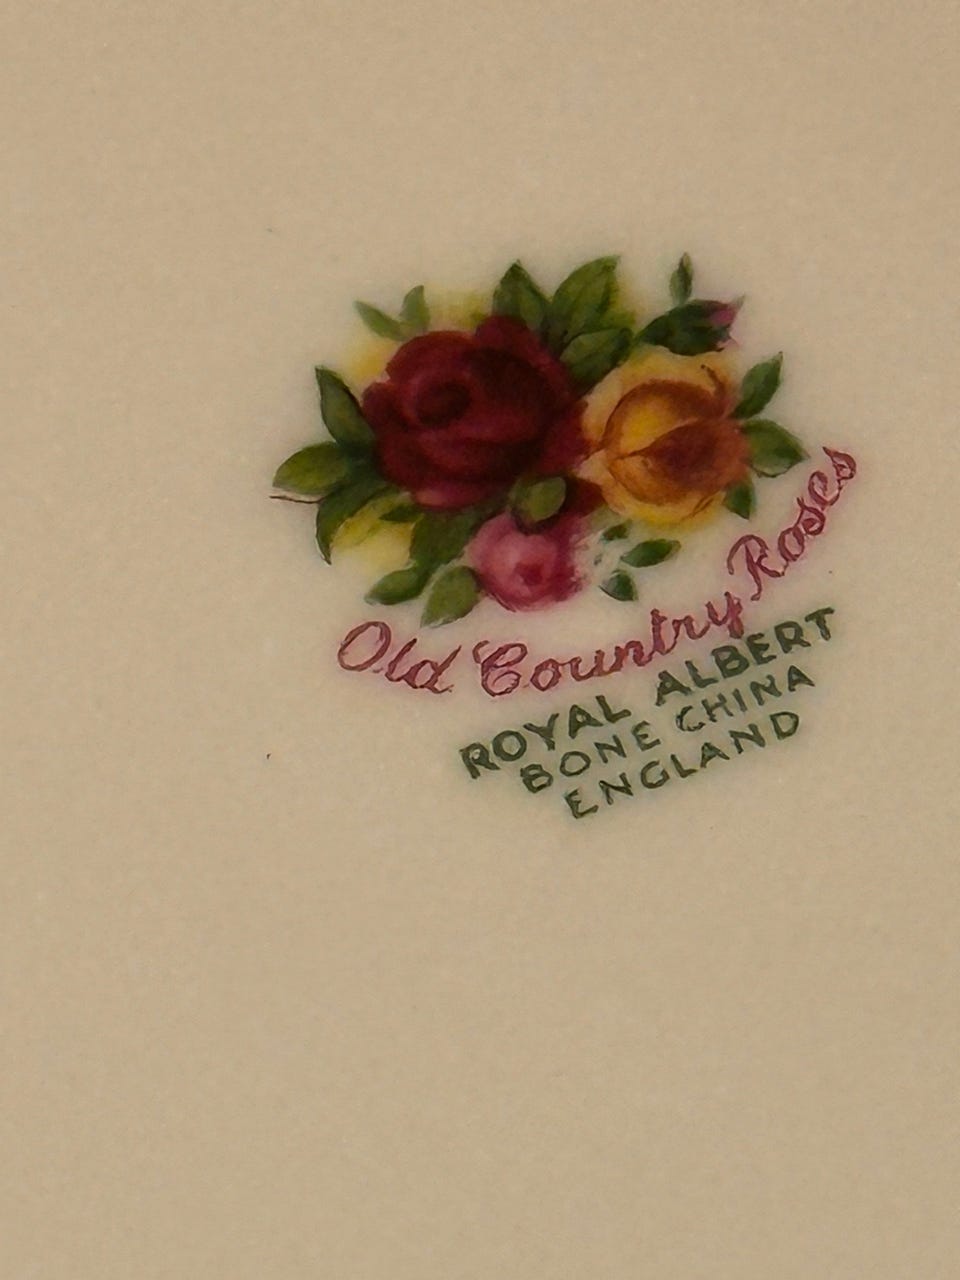 Old Country Roses
ROYAL ALBERT
BONE CHINA
ENGLAND